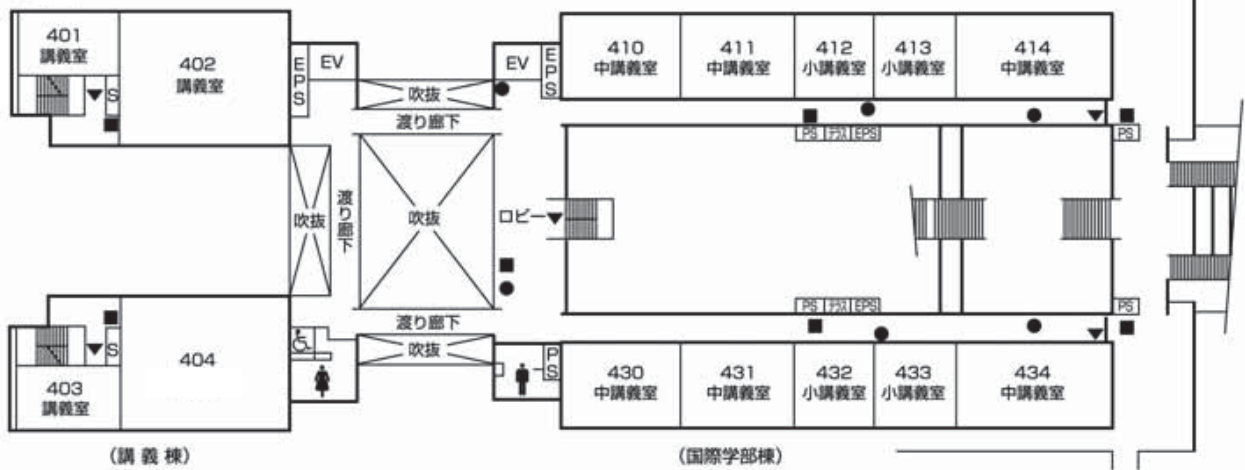 401
講義室
402
講義室
S
EPS
EV
吹抜
渡り廊下
EV
EPS
410
中講義室
411
中講義室
412
小講義室
413
小講義室
414
中講義室
PS
テラス
EPS
PS
吹抜
渡り廊下
吹抜
ロビー
PS
テラス
EPS
PS
渡り廊下
吹抜
S
403
講義室
404
PS
430
中講義室
431
中講義室
432
小講義室
433
小講義室
434
中講義室
(講義棟)
(国際学部棟)